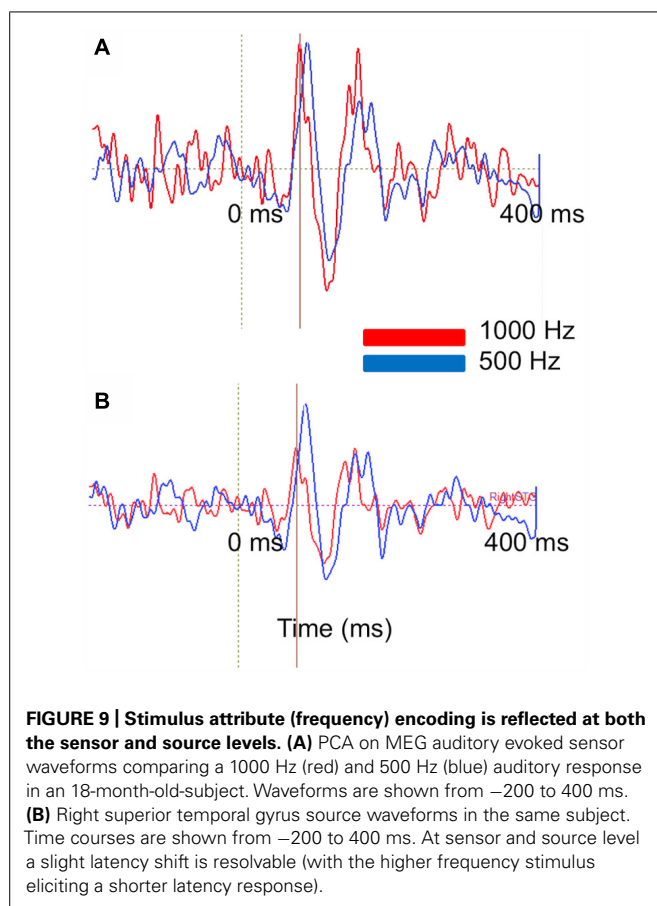 A
0 ms
400 ms
1000 Hz
500 Hz
B
RightSTG
0 ms
400 ms
Time (ms)
FIGURE 9 | Stimulus attribute (frequency) encoding is reflected at both
the sensor and source levels. (A) PCA on MEG auditory evoked sensor
waveforms comparing a 1000 Hz (red) and 500 Hz (blue) auditory response
in an 18-month-old-subject. Waveforms are shown from −200 to 400 ms.
(B) Right superior temporal gyrus source waveforms in the same subject.
Time courses are shown from −200 to 400 ms. At sensor and source level
a slight latency shift is resolvable (with the higher frequency stimulus
eliciting a shorter latency response).